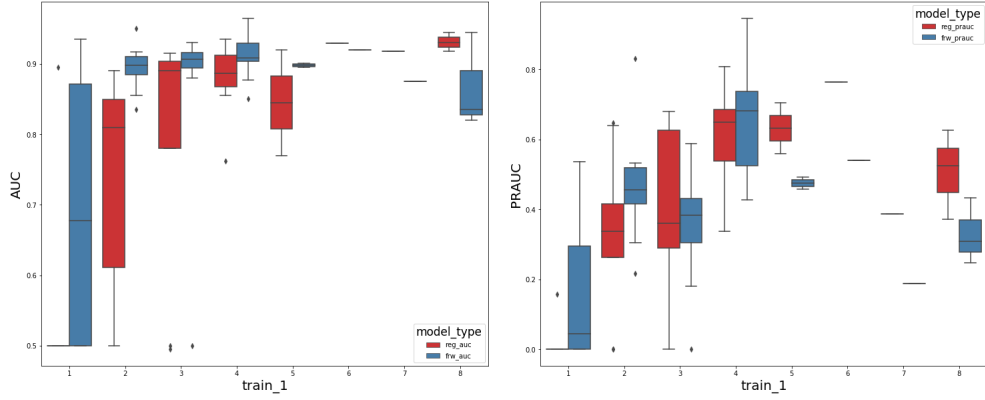 AUC
0.9
0.8
0.7
0.6
0.5
1 2 3 4 5 6 7 8
train_1
model_type
reg_auc
frw_auc
PRAUC
0.8
0.6
0.4
0.2
0.0
1 2 3 4 5 6 7 8
train_1
model_type
reg_prauc
frw_prauc